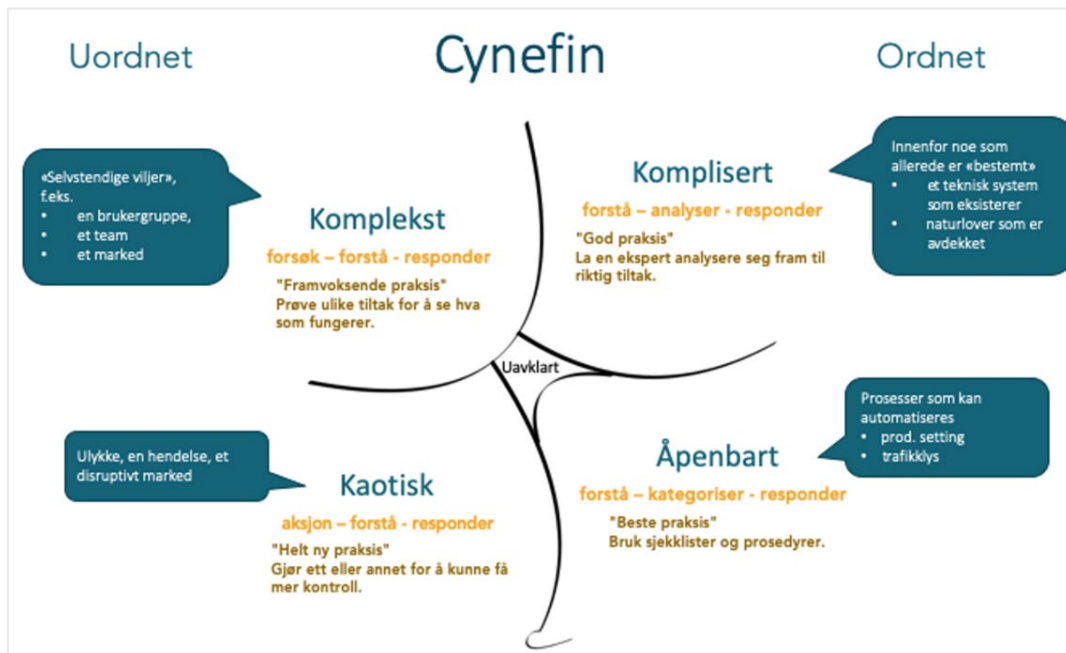 Uordnet
Cynefin
Ordnet
«Selvstendige viljer»,
f.eks.
• en brukergruppe,
• et team
• et marked
Komplekst
forsøk – forstå - responder
"Framvoksende praksis"
Prøve ulike tiltak for å se hva
som fungerer.
Komplisert
forstå – analyser - responder
"God praksis"
La en ekspert analysere seg fram til
riktig tiltak.
Innenfor noe som
allerede er «bestemt»
• et teknisk system
som eksisterer
• naturlover som er
avdekket
Uavklart
Ulykke, en hendelse, et
disruptivt marked
Kaotisk
aksjon – forstå - responder
"Helt ny praksis"
Gjør ett eller annet for å kunne få
mer kontroll.
Åpenbart
forstå – kategoriser - responder
"Beste praksis"
Bruk sjekklister og prosedyrer.
Prosesser som kan
automatiseres
• prod. setting
• trafikklys